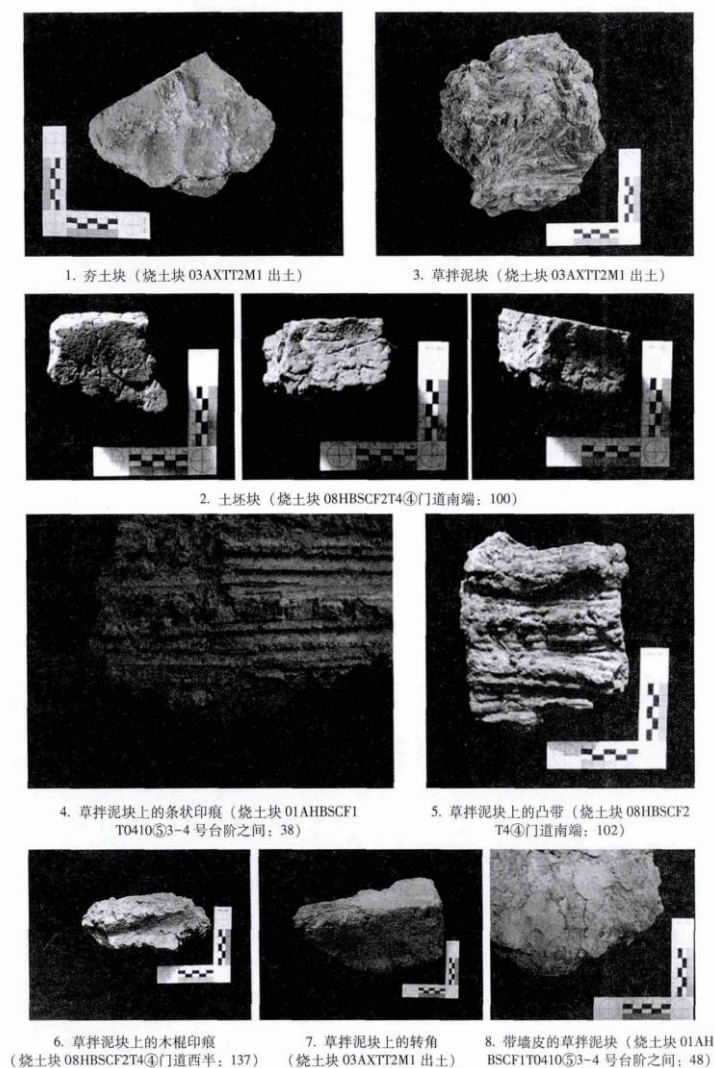 1. 夯土块（烧土块 03AXTT2M1 出土）
3. 草拌泥块（烧土块 03AXTT2M1 出土）
2. 土坯块（烧土块 08HBSCF2T4④门道南端：100）
4. 草拌泥块上的条状印痕（烧土块 01AHBSCF1
T0410⑤3-4 号台阶之间：38）
5. 草拌泥块上的凸带（烧土块 08HBSCF2
T4④门道南端：102）
6. 草拌泥块上的木棍印痕
（烧土块 08HBSCF2T4④门道西半：137）
7. 草拌泥块上的转角
（烧土块 03AXTT2M1 出土）
8. 带墙皮的草拌泥块（烧土块 01AH
BSCF1T0410⑤3~4 号台阶之间：48）